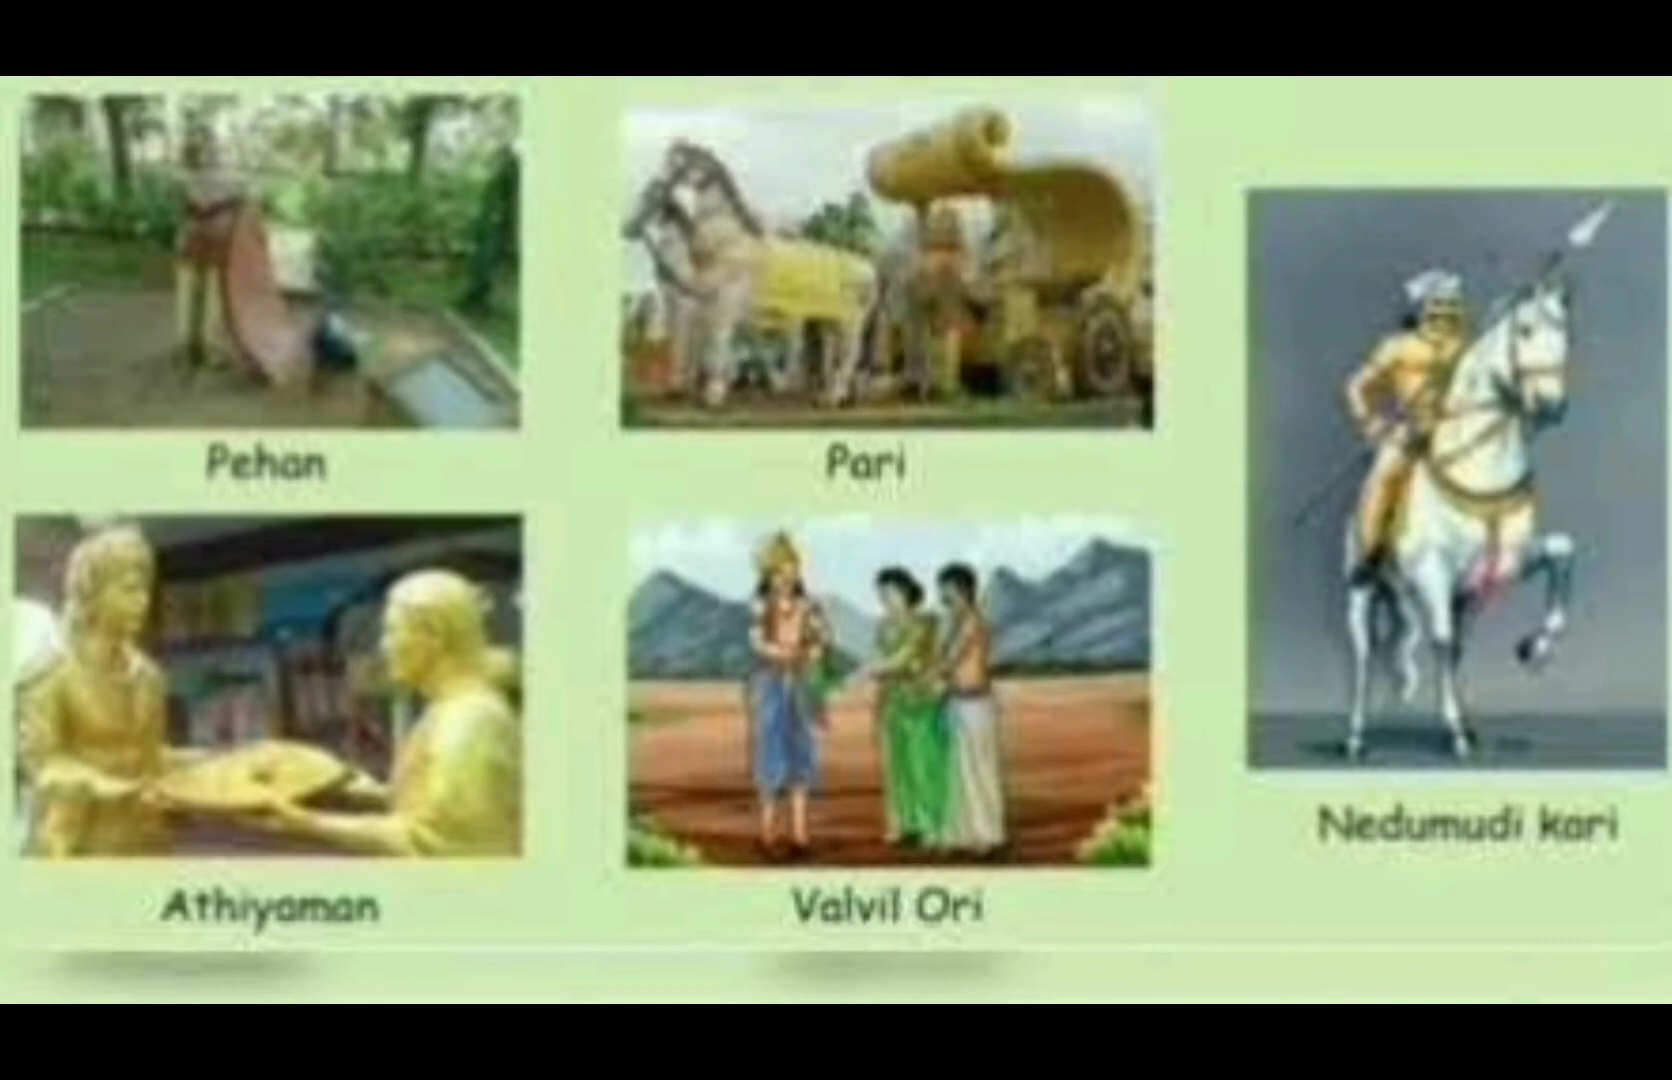 Pehan
Pari
Athiyaman
Valvil Ori
Nedumudi kari